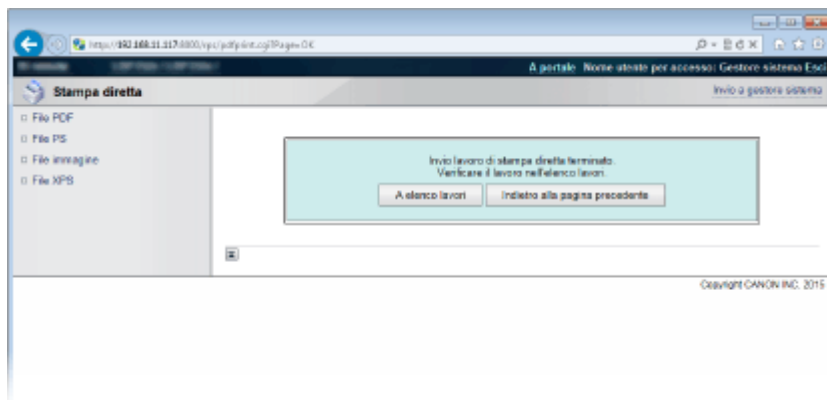 http://192.168.11.117:8000/rps/pdfprint.cgi?Page=OK
A portale Nome utente per accesso: Gestore sistema Esci
Stampa diretta
Invio a gestore sistema
File PDF
File PS
File immagine
File XPS
Invio lavoro di stampa diretta terminato.
Verificare il lavoro nell'elenco lavori.
A elenco lavori
Indietro alla pagina precedente
Copyright CANON INC. 2015